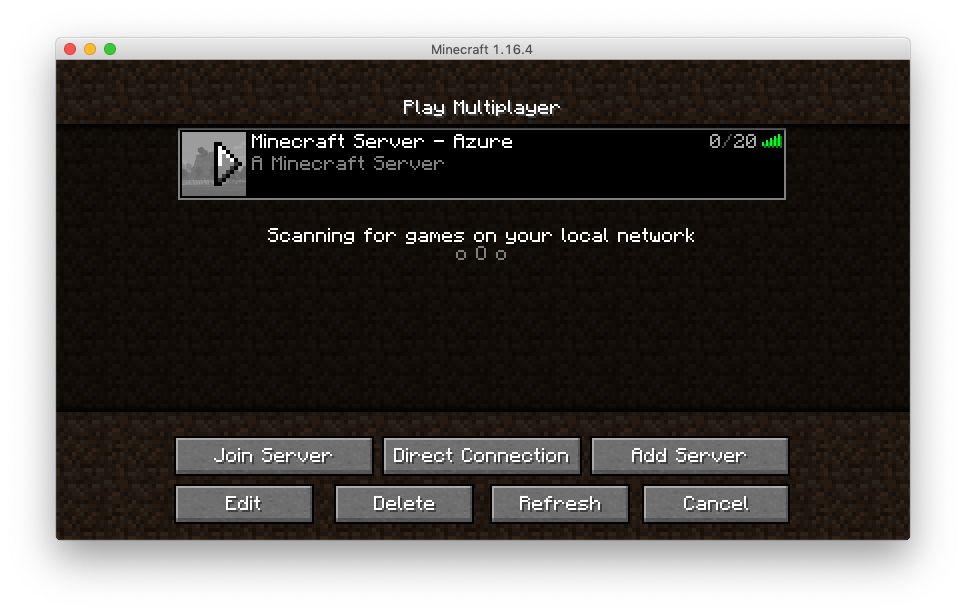 Minecraft 1.16.4
Play Multiplayer
Minecraft Server - Azure 0/20
A Minecraft Server
Scanning for games on your local network
o O o
Join Server Direct Connection Add Server
Edit Delete Refresh Cancel